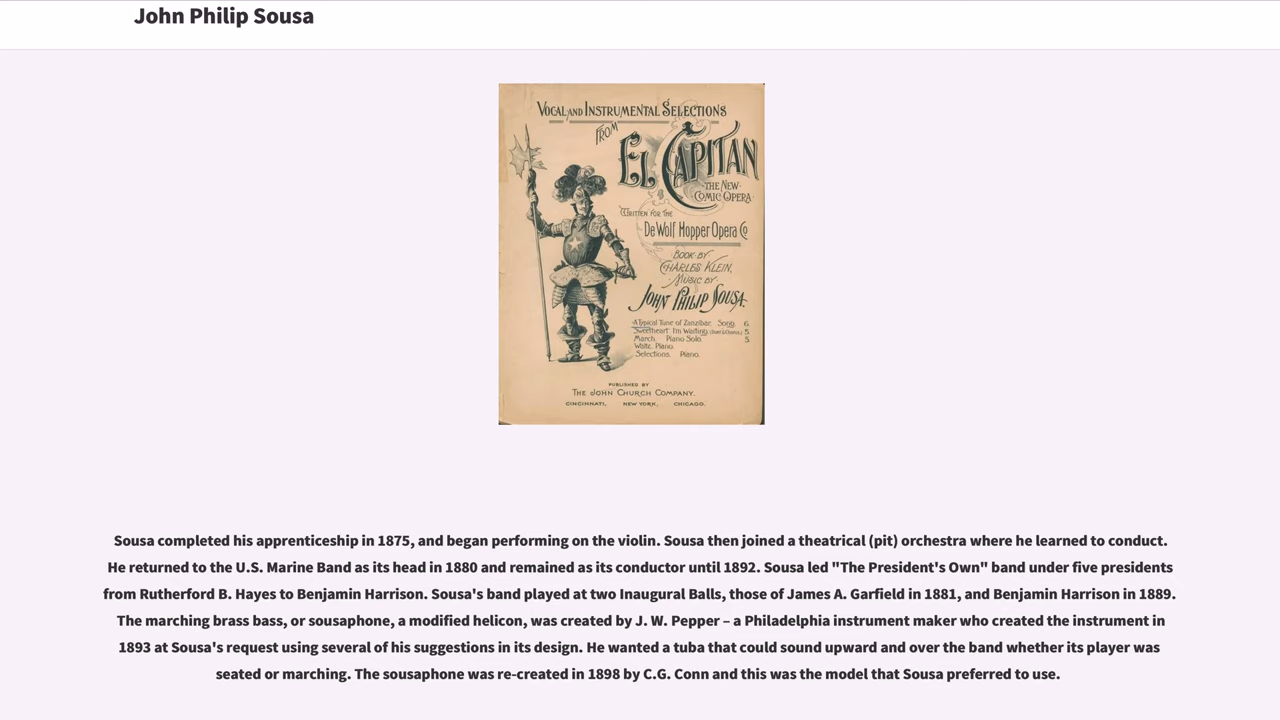 John Philip Sousa
VOCAL AND INSTRUMENTAL SELECTIONS
FROM
EL CAPITAN
THE NEW
COMIC OPERA
WRITTEN FOR THE
De Wolf Hopper Opera Co
BOOK BY
CHARLES KLEIN,
MUSIC BY
JOHN PHILIP SOUSA.
A Typical Tune of Zanzibar. Song. 6.
Sweetheart I'm Waiting 5.
March. Piano Solo. 5.
Waltz. Piano.
Selections. Piano.
PUBLISHED BY
THE JOHN CHURCH COMPANY.
CINCINNATI, NEW YORK, CHICAGO.
Sousa completed his apprenticeship in 1875, and began performing on the violin. Sousa then joined a theatrical (pit) orchestra where he learned to conduct.
He returned to the U.S. Marine Band as its head in 1880 and remained as its conductor until 1892. Sousa led "The President's Own" band under five presidents
from Rutherford B. Hayes to Benjamin Harrison. Sousa's band played at two Inaugural Balls, those of James A. Garfield in 1881, and Benjamin Harrison in 1889.
The marching brass bass, or sousaphone, a modified helicon, was created by J. W. Pepper – a Philadelphia instrument maker who created the instrument in
1893 at Sousa's request using several of his suggestions in its design. He wanted a tuba that could sound upward and over the band whether its player was
seated or marching. The sousaphone was re-created in 1898 by C.G. Conn and this was the model that Sousa preferred to use.